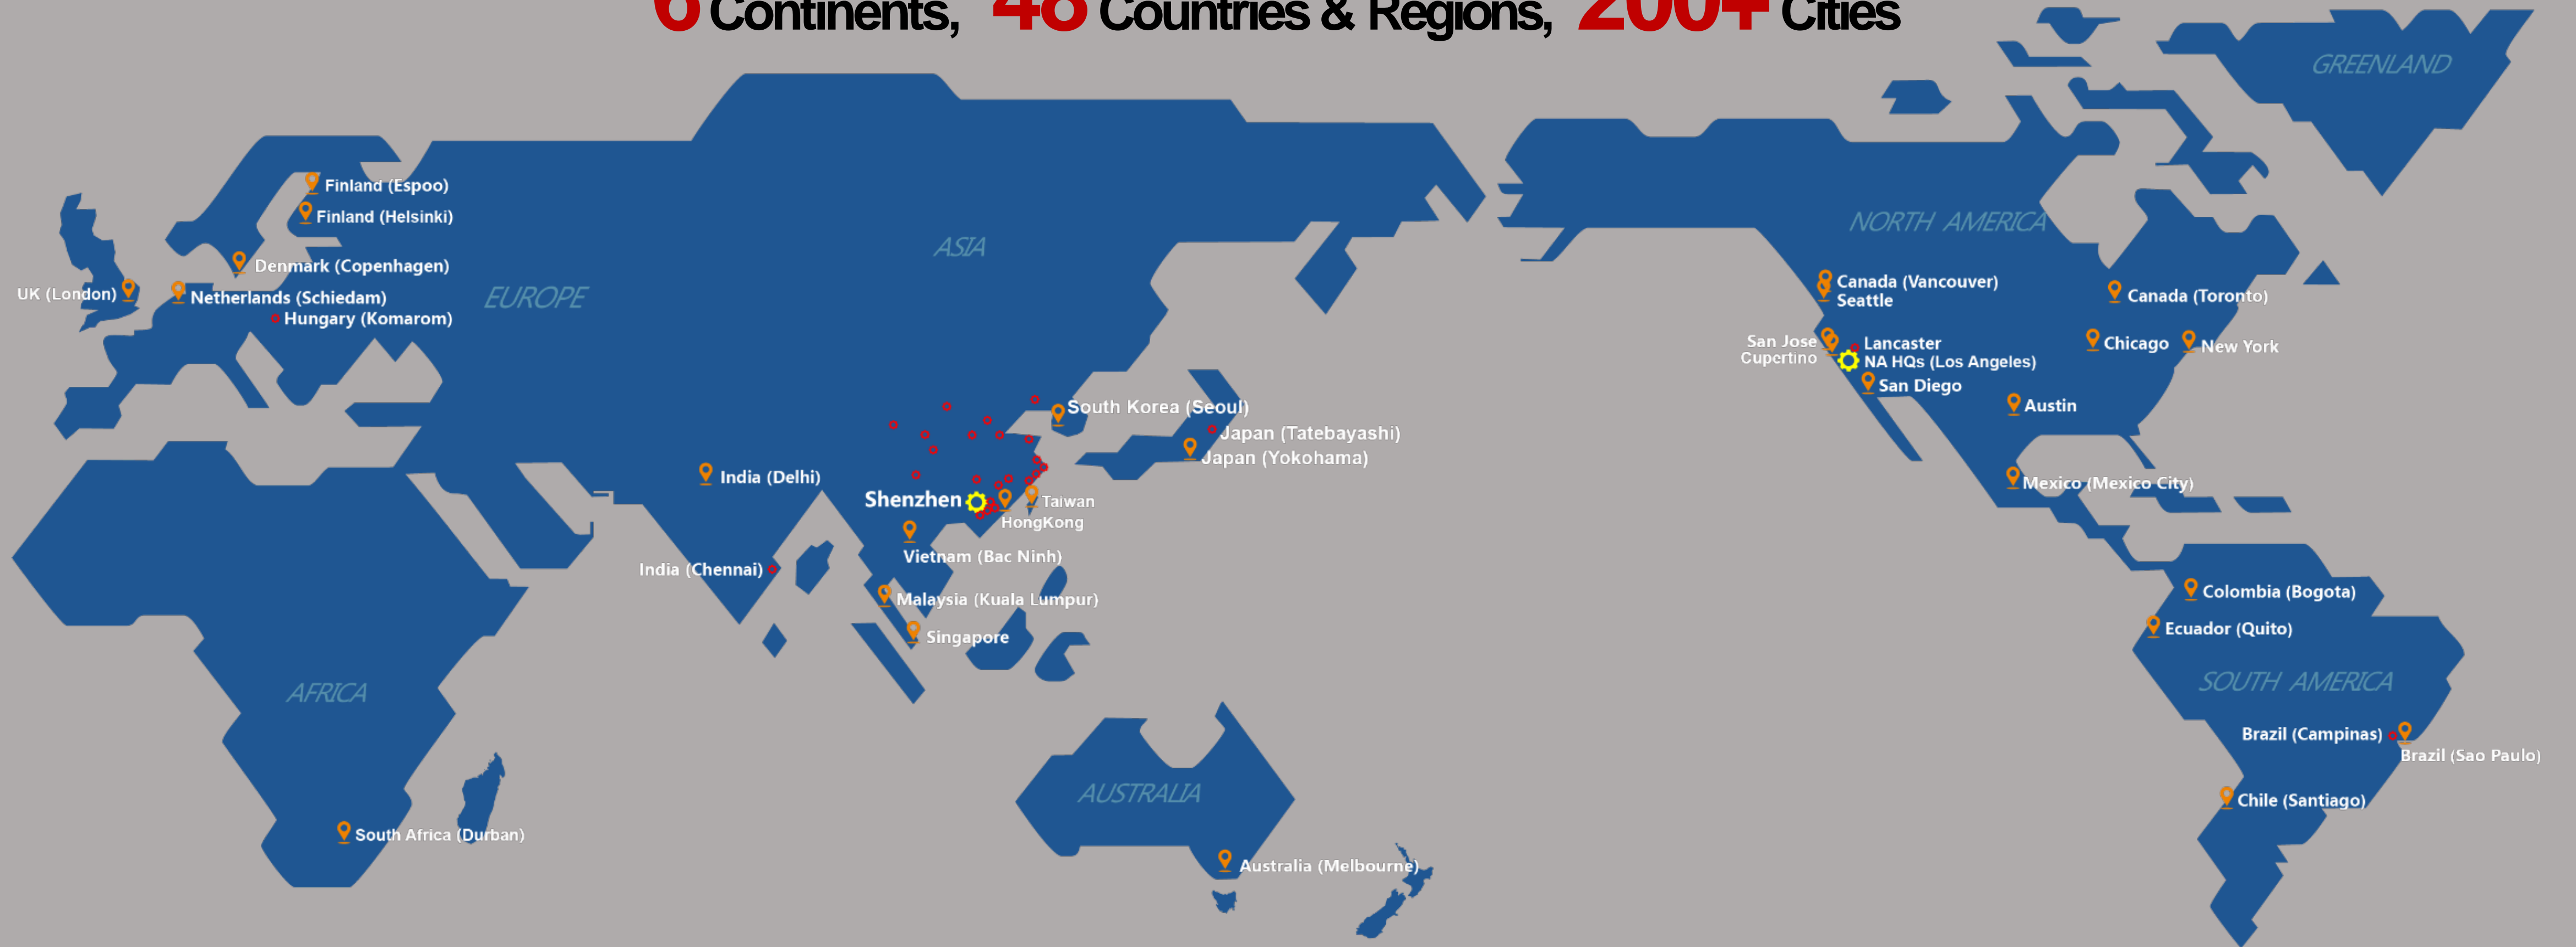 6 Continents, 48 Countries & Regions, 200+ Cities
GREENLAND
Finland (Espoo)
Finland (Helsinki)
NORTH AMERICA
ASIA
Denmark (Copenhagen)
UK (London)
Netherlands (Schiedam)
EUROPE
Hungary (Komarom)
Canada (Vancouver)
Seattle
Canada (Toronto)
San Jose
Cupertino
Lancaster
NA HQs (Los Angeles)
San Diego
Chicago
New York
Austin
South Korea (Seoul)
Japan (Tatebayashi)
Japan (Yokohama)
India (Delhi)
Mexico (Mexico City)
Shenzhen
Taiwan
HongKong
Vietnam (Bac Ninh)
India (Chennai)
Malaysia (Kuala Lumpur)
Singapore
Colombia (Bogota)
Ecuador (Quito)
AFRICA
SOUTH AMERICA
Brazil (Campinas)
Brazil (Sao Paulo)
AUSTRALIA
Chile (Santiago)
South Africa (Durban)
Australia (Melbourne)